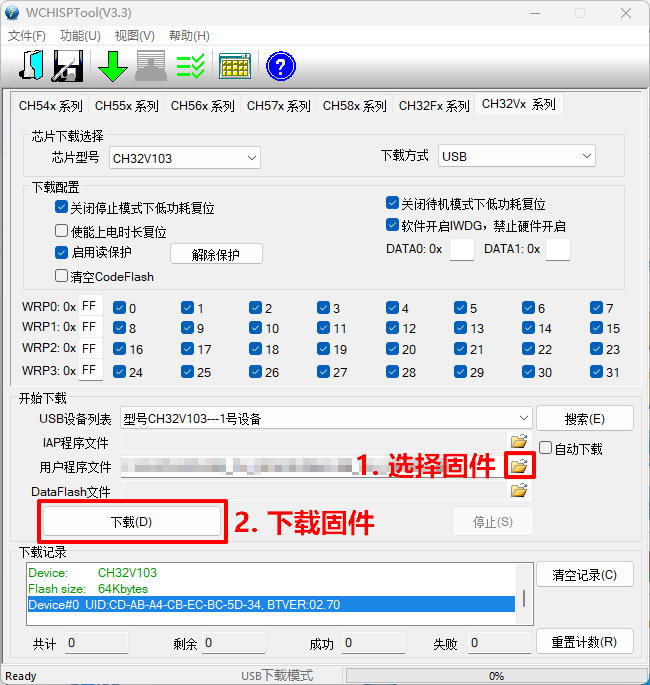 WCHISPTool(V3.3)
文件(F) 功能(U) 视图(V) 帮助(H)
?
CH54x 系列 CH55x 系列 CH56x 系列 CH57x 系列 CH58x 系列 CH32Fx 系列 CH32Vx 系列
芯片下载选择
芯片型号 CH32V103 下载方式 USB
下载配置
关闭停止模式下低功耗复位 关闭待机模式下低功耗复位
使能上电时长复位 软件开启IWDG，禁止硬件开启
启用读保护 解除保护 DATA0: 0x DATA1: 0x
清空CodeFlash
WRP0: 0x FF 0 1 2 3 4 5 6 7
WRP1: 0x FF 8 9 10 11 12 13 14 15
WRP2: 0x FF 16 17 18 19 20 21 22 23
WRP3: 0x FF 24 25 26 27 28 29 30 31
开始下载
USB设备列表 型号CH32V103---1号设备 搜索(E)
IAP程序文件 自动下载
用户程序文件 1. 选择固件
DataFlash文件
下载(D) 2. 下载固件 停止(S)
下载记录
Device: CH32V103 清空记录(C)
Flash size: 64Kbytes
Device#0 UID:CD-AB-A4-CB-EC-BC-5D-34, BTVER:02.70
共计 0 剩余 0 成功 0 失败 0 重置计数(R)
Ready USB下载模式 0%